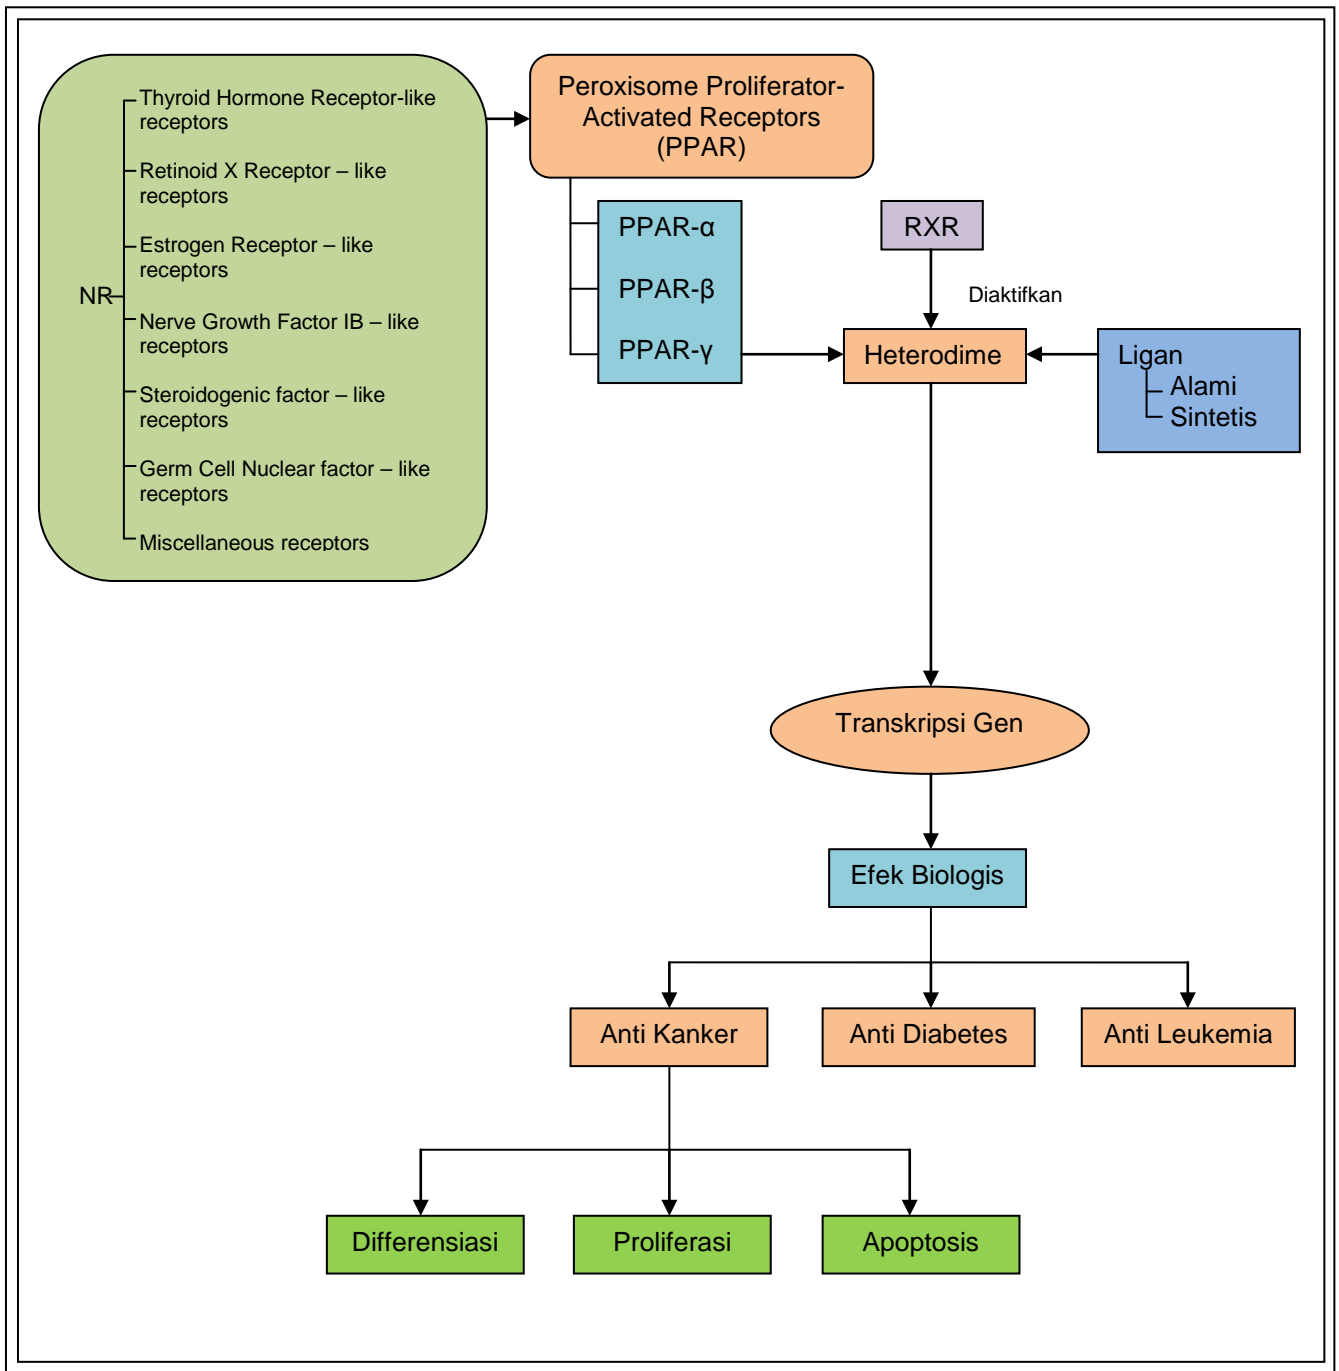 Thyroid Hormone Receptor-like
receptors
Retinoid X Receptor – like
receptors
Estrogen Receptor – like
receptors
NR
Nerve Growth Factor IB – like
receptors
Steroidogenic factor – like
receptors
Germ Cell Nuclear factor – like
receptors
Miscellaneous receptors
Peroxisome Proliferator-
Activated Receptors
(PPAR)
PPAR-α
PPAR-β
PPAR-γ
RXR
Diaktifkan
Heterodime
Ligan
Alami
Sintetis
Transkripsi Gen
Efek Biologis
Anti Kanker
Anti Diabetes
Anti Leukemia
Differensiasi
Proliferasi
Apoptosis